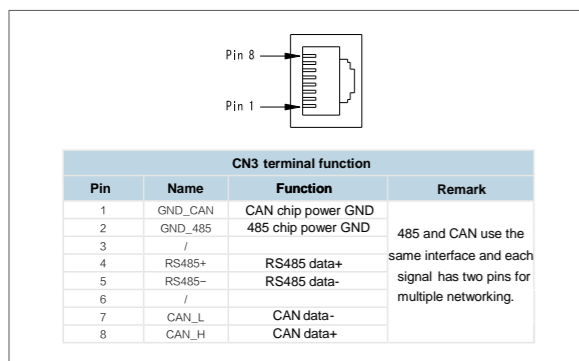 Pin 8
Pin 1
CN3 terminal function
Pin Name Function Remark
1 GND_CAN CAN chip power GND
2 GND_485 485 chip power GND
3 /
4 RS485+ RS485 data+
5 RS485− RS485 data-
6 /
7 CAN_L CAN data-
8 CAN_H CAN data+
485 and CAN use the
same interface and each
signal has two pins for
multiple networking.